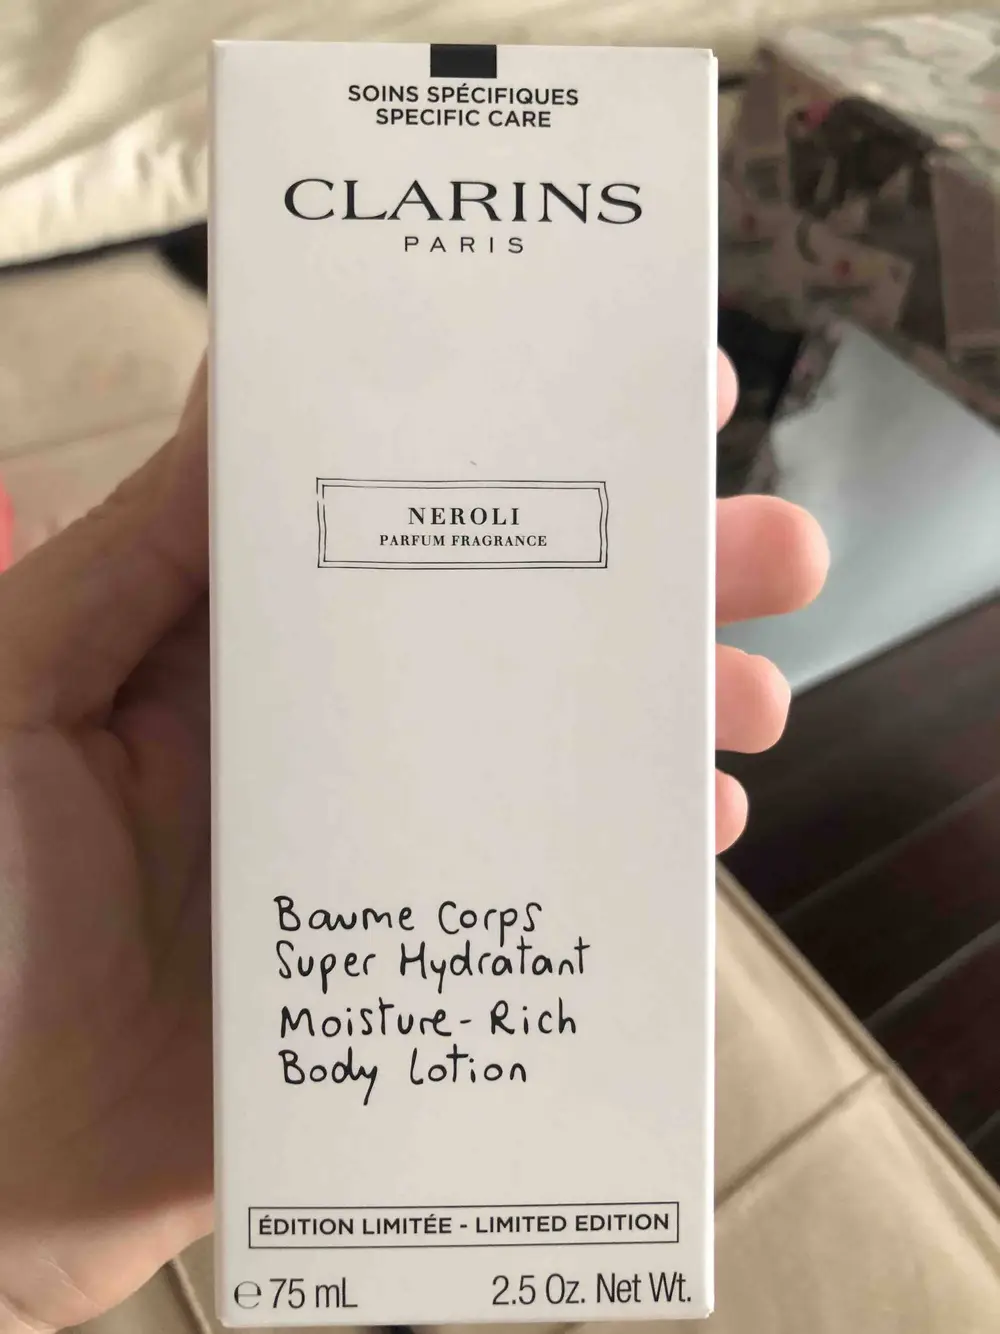 SOINS SPÉCIFIQUES
SPECIFIC CARE
CLARINS
PARIS
NEROLI
PARFUM FRAGRANCE
Baume Corps
Super Hydratant
Moisture-Rich
Body Lotion
ÉDITION LIMITÉE - LIMITED EDITION
℮ 75 mL 2.5 Oz. Net Wt.